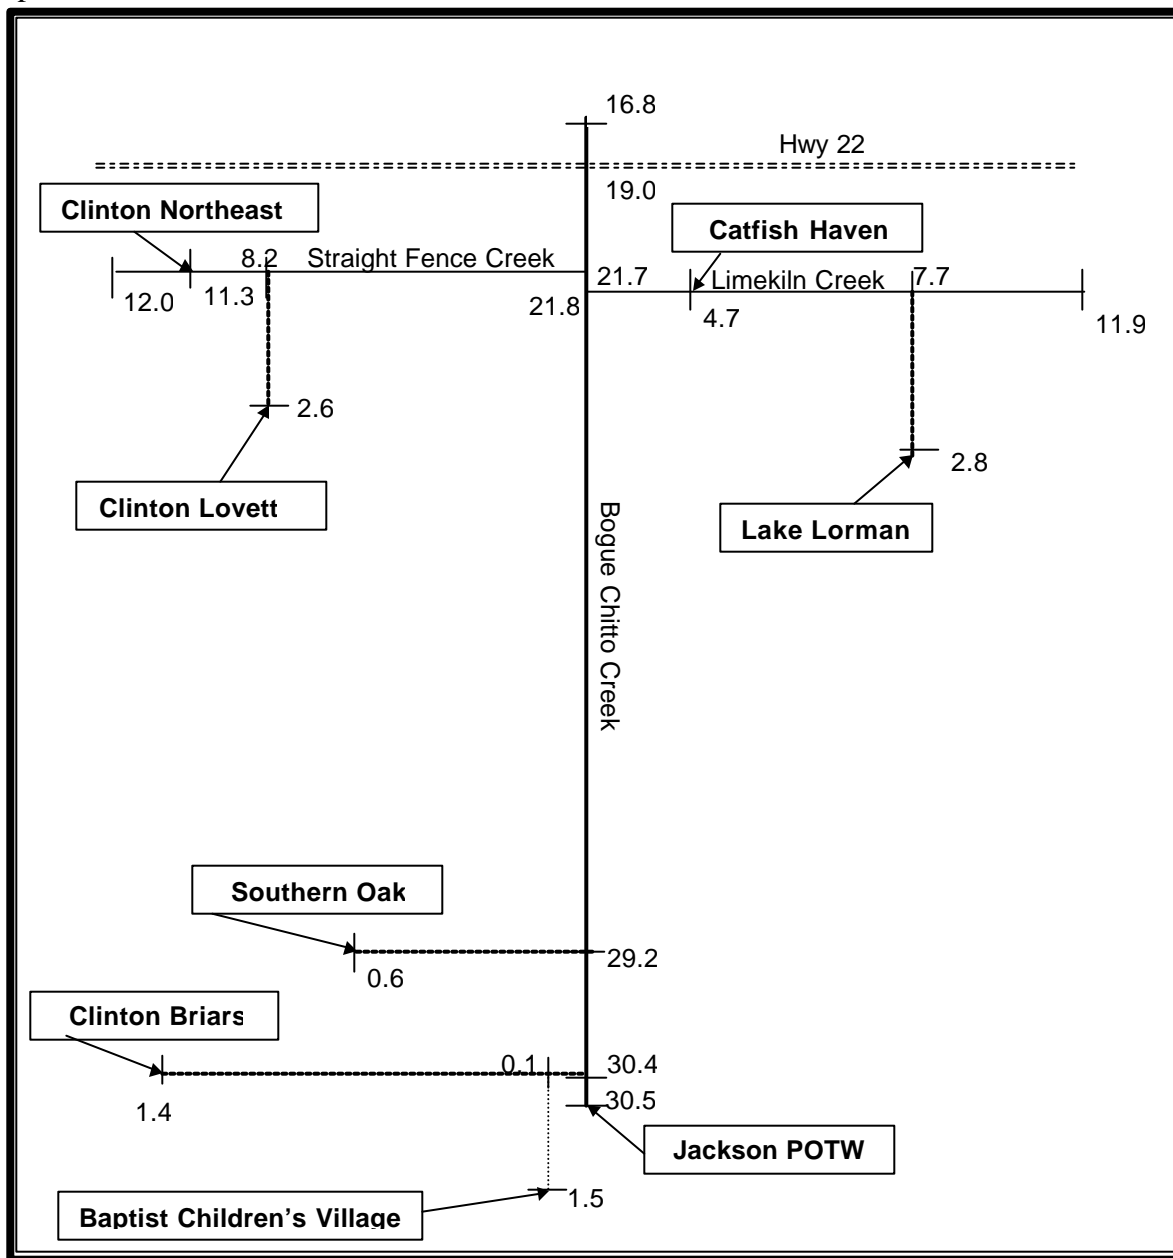 16.8
Hwy 22
19.0
Clinton Northeast
Catfish Haven
8.2
Straight Fence Creek
21.7
Limekiln Creek
7.7
12.0
11.3
21.8
4.7
11.9
2.6
2.8
Clinton Lovett
Lake Lorman
Bogue Chitto Creek
Southern Oak
29.2
0.6
Clinton Briars
0.1
30.4
1.4
30.5
Jackson POTW
1.5
Baptist Children's Village